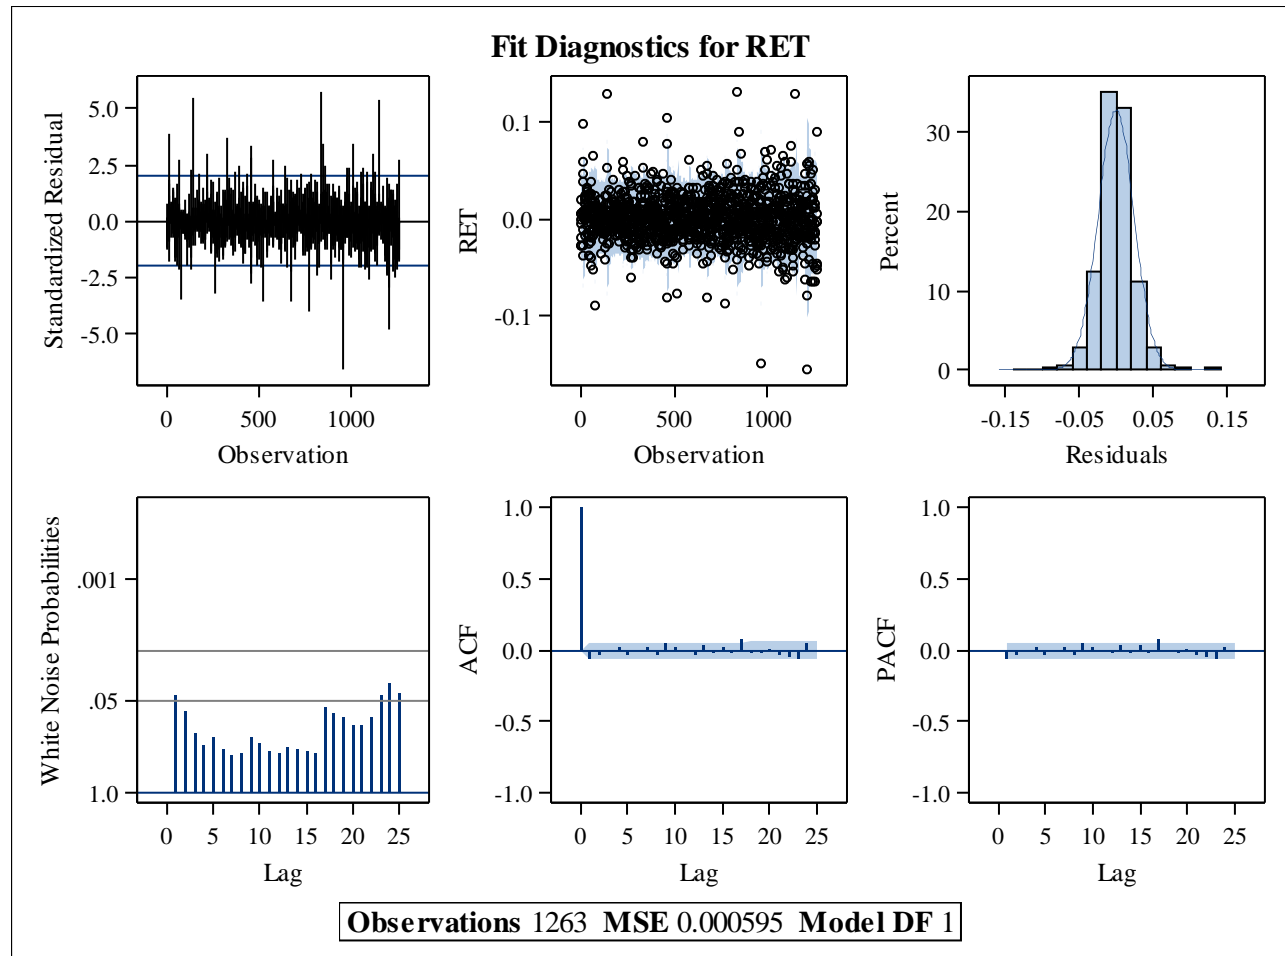 Fit Diagnostics for RET
Standardized Residual
5.0
2.5
0.0
-2.5
-5.0
0 500 1000
Observation
RET
0.1
0.0
-0.1
0 500 1000
Observation
Percent
30
20
10
0
-0.15 -0.05 0.05 0.15
Residuals
White Noise Probabilities
.001
.05
1.0
0 5 10 15 20 25
Lag
ACF
1.0
0.5
0.0
-0.5
-1.0
0 5 10 15 20 25
Lag
PACF
1.0
0.5
0.0
-0.5
-1.0
0 5 10 15 20 25
Lag
Observations 1263 MSE 0.000595 Model DF 1